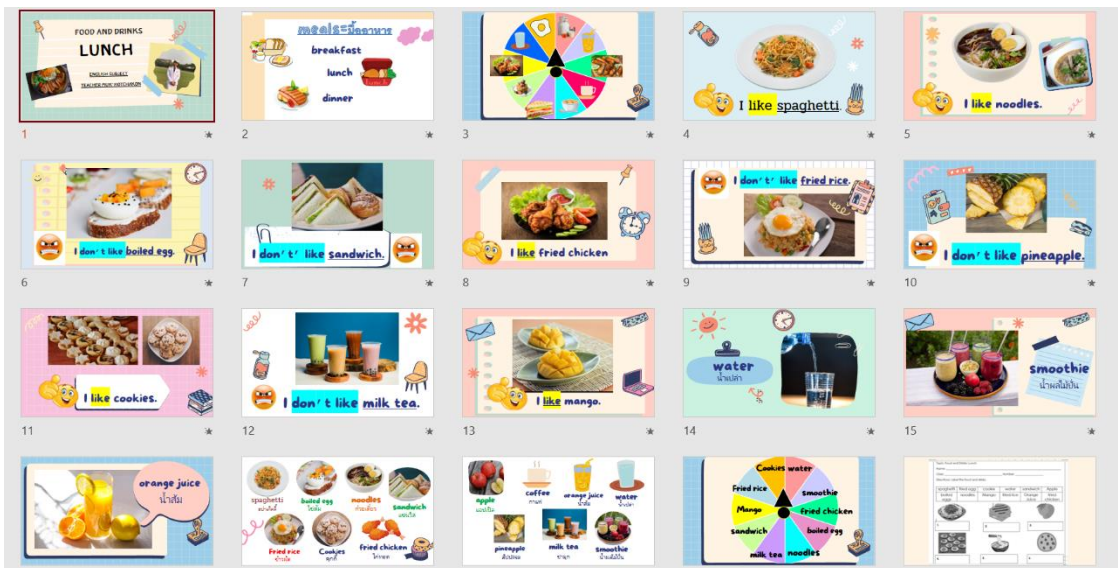 FOOD AND DRINKS
LUNCH
ENGLISH SUBJECT
1
meals=มื้ออาหาร
breakfast
lunch
dinner
2
3
I like spaghetti.
4
I like noodles.
5
I don't like boiled egg.
6
I don't' like sandwich.
7
I like fried chicken
8
I don't' like fried rice.
9
I don't like pineapple.
10
I like cookies.
11
I don't like milk tea.
12
I like mango.
13
water
น้ำเปล่า
14
smoothie
น้ำผลไม้ปั่น
15
orange juice
น้ำส้ม
spaghetti
boiled egg
noodles
sandwich
Fried rice
Cookies
fried chicken
apple
coffee
orange juice
water
pineapple
milk tea
smoothie
Cookies
water
smoothie
fried chicken
boiled egg
noodles
milk tea
sandwich
Mango
Fried rice